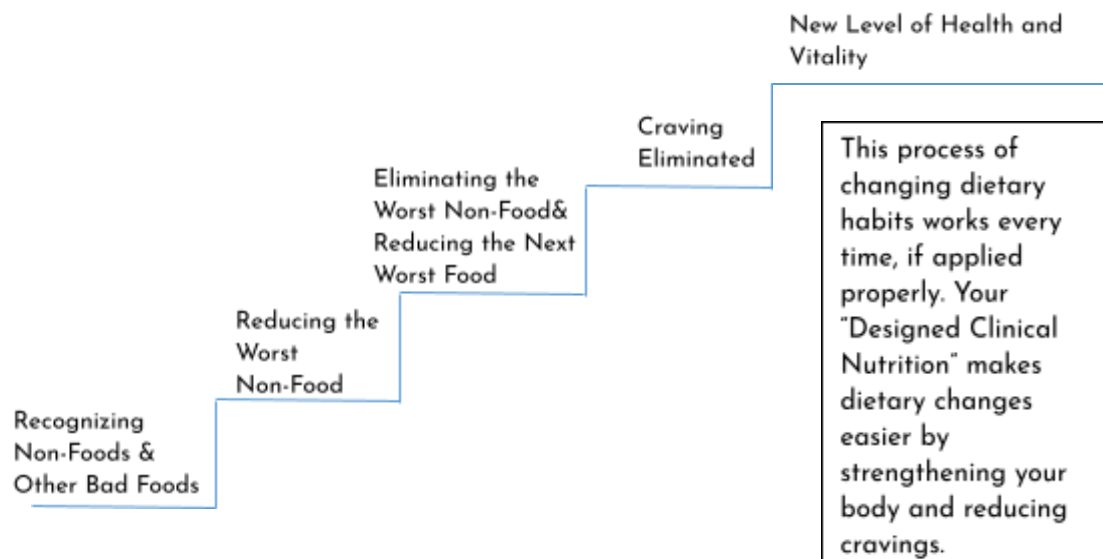 New Level of Health and
Vitality
Craving
Eliminated
Eliminating the
Worst Non-Food&
Reducing the Next
Worst Food
Reducing the
Worst
Non-Food
Recognizing
Non-Foods &
Other Bad Foods
This process of
changing dietary
habits works every
time, if applied
properly. Your
"Designed Clinical
Nutrition" makes
dietary changes
easier by
strengthening your
body and reducing
cravings.